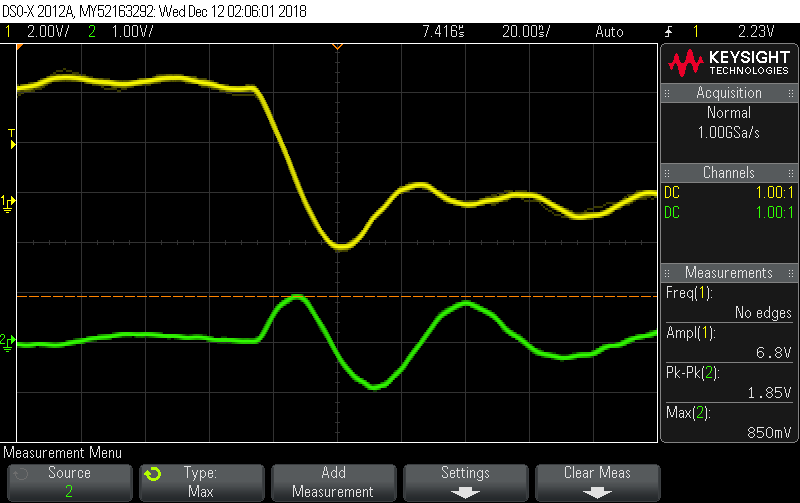 DSO-X 2012A, MY52163292: Wed Dec 12 02:06:01 2018
1 2.00V/ 2 1.00V/ 7.416s 20.00s/ Auto 1 2.23V
KEYSIGHT
TECHNOLOGIES
Acquisition
Normal
1.00GSa/s
Channels
DC 1.00:1
DC 1.00:1
Measurements
Freq(1):
No edges
Ampl(1):
6.8V
Pk-Pk(2):
1.85V
Max(2):
850mV
T
1
2
Measurement Menu
Source
2
Type:
Max
Add
Measurement
Settings
Clear Meas